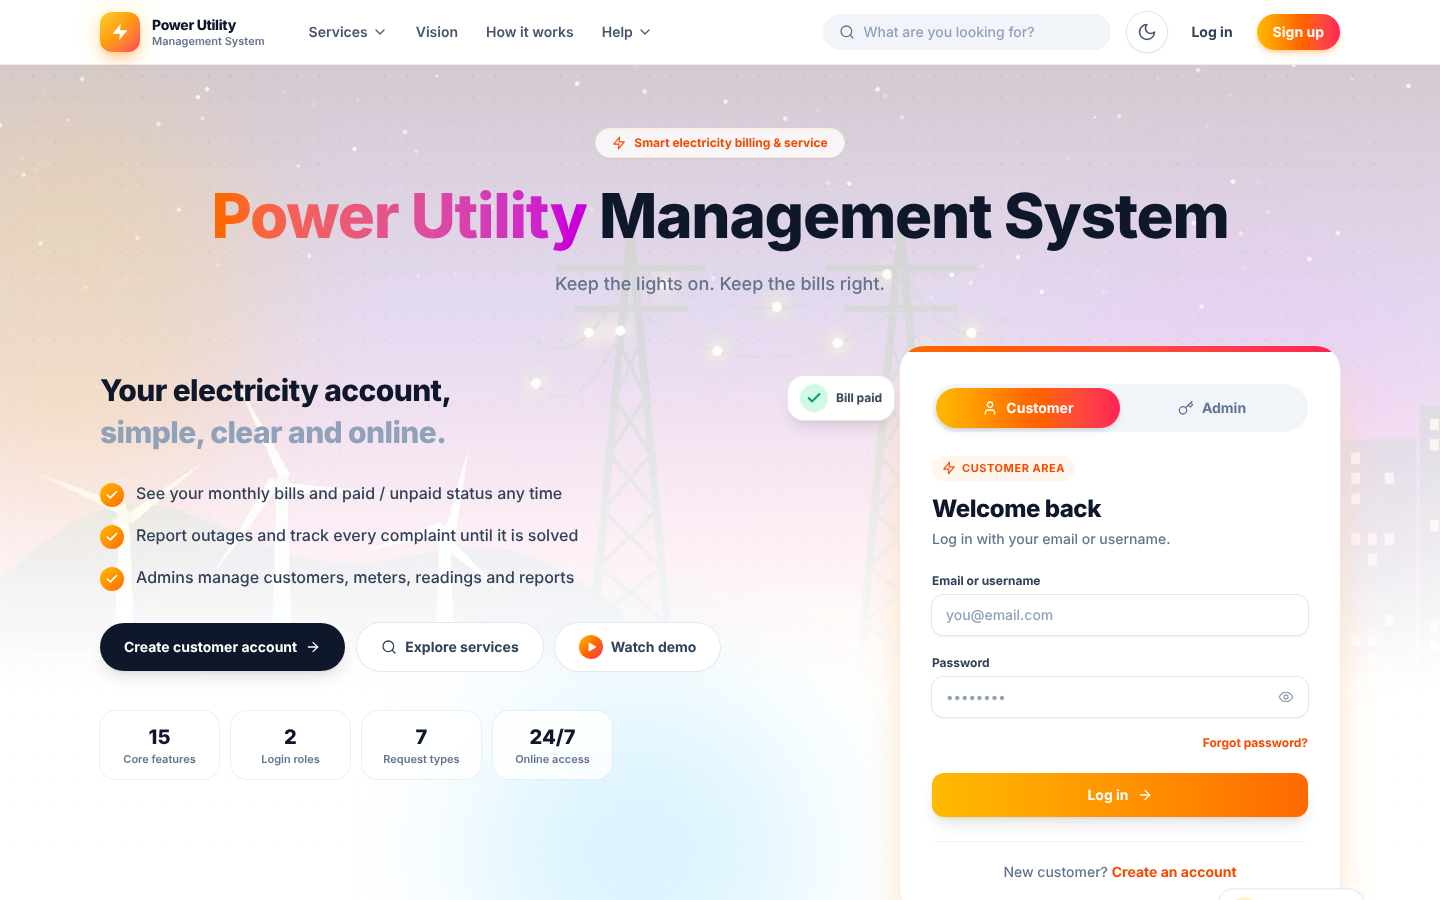 Power Utility
Management System
Services
Vision
How it works
Help
What are you looking for?
Log in
Sign up
Smart electricity billing & service
Power Utility Management System
Keep the lights on. Keep the bills right.
Your electricity account,
simple, clear and online.
See your monthly bills and paid / unpaid status any time
Report outages and track every complaint until it is solved
Admins manage customers, meters, readings and reports
Create customer account
Explore services
Watch demo
15
Core features
2
Login roles
7
Request types
24/7
Online access
Bill paid
Customer
Admin
CUSTOMER AREA
Welcome back
Log in with your email or username.
Email or username
you@email.com
Password
••••••••
Forgot password?
Log in
New customer? Create an account